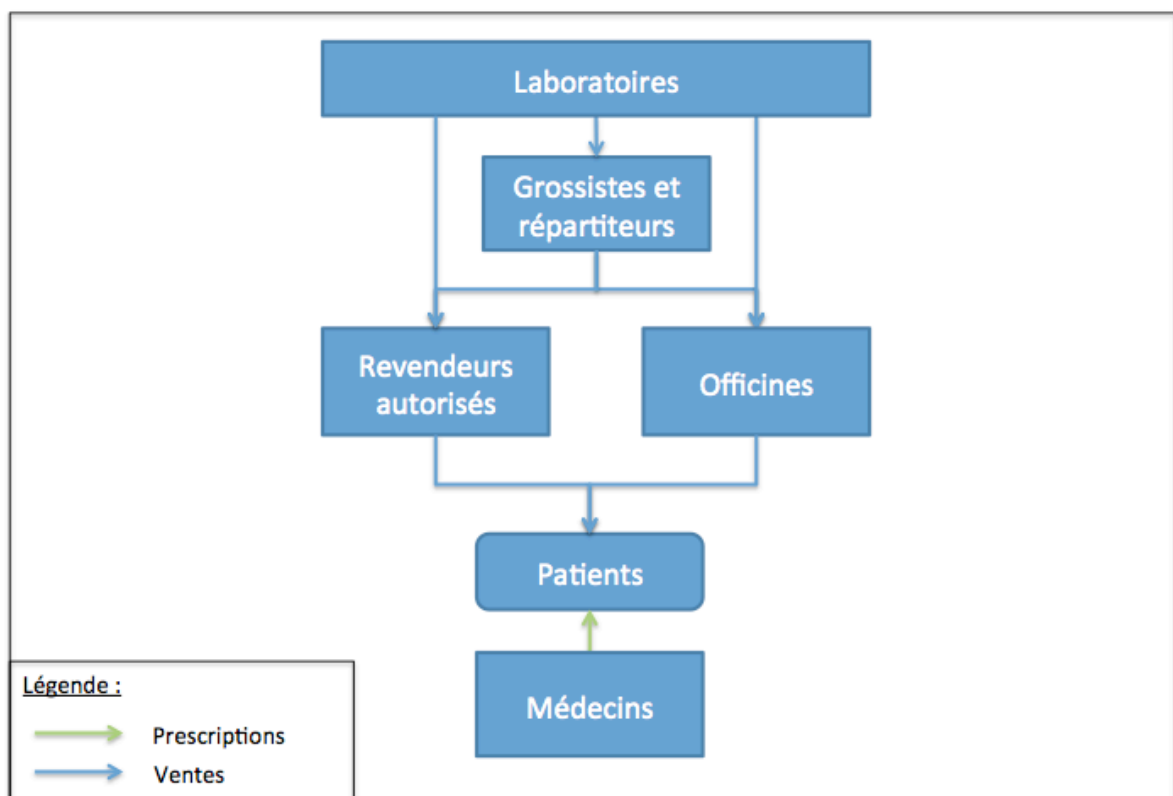 Laboratoires
Grossistes et
répartiteurs
Revendeurs
autorisés
Officines
Patients
Médecins
Légende :
Prescriptions
Ventes